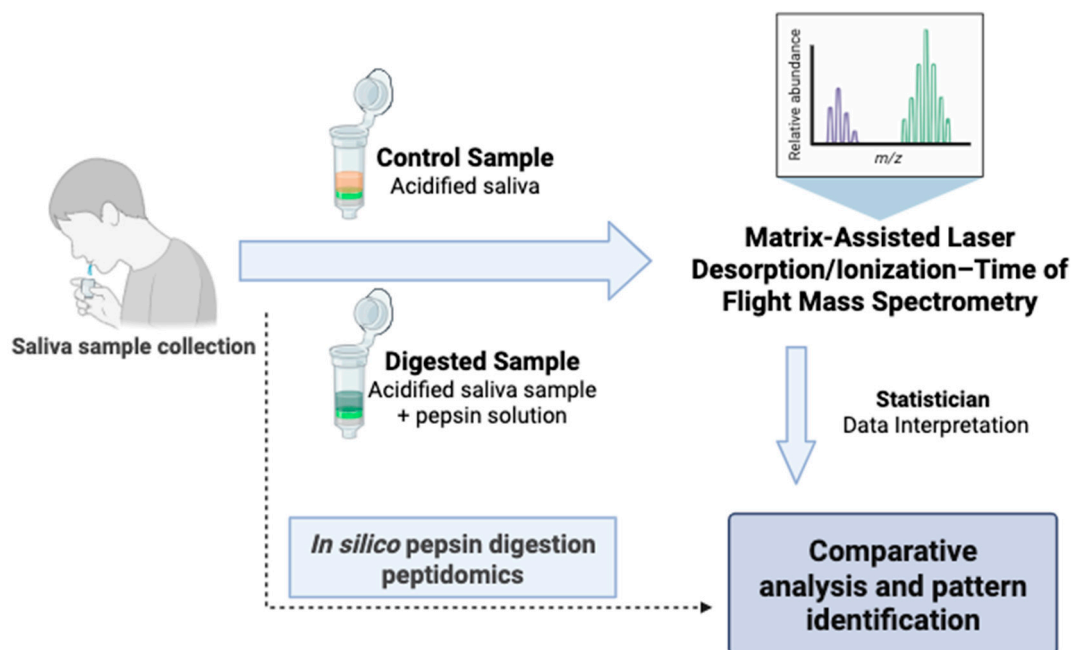 Relative abundance
m/z
Control Sample
Acidified saliva
Matrix-Assisted Laser
Desorption/Ionization–Time of
Flight Mass Spectrometry
Saliva sample collection
Digested Sample
Acidified saliva sample
+ pepsin solution
Statistician
Data Interpretation
In silico pepsin digestion
peptidomics
Comparative
analysis and pattern
identification